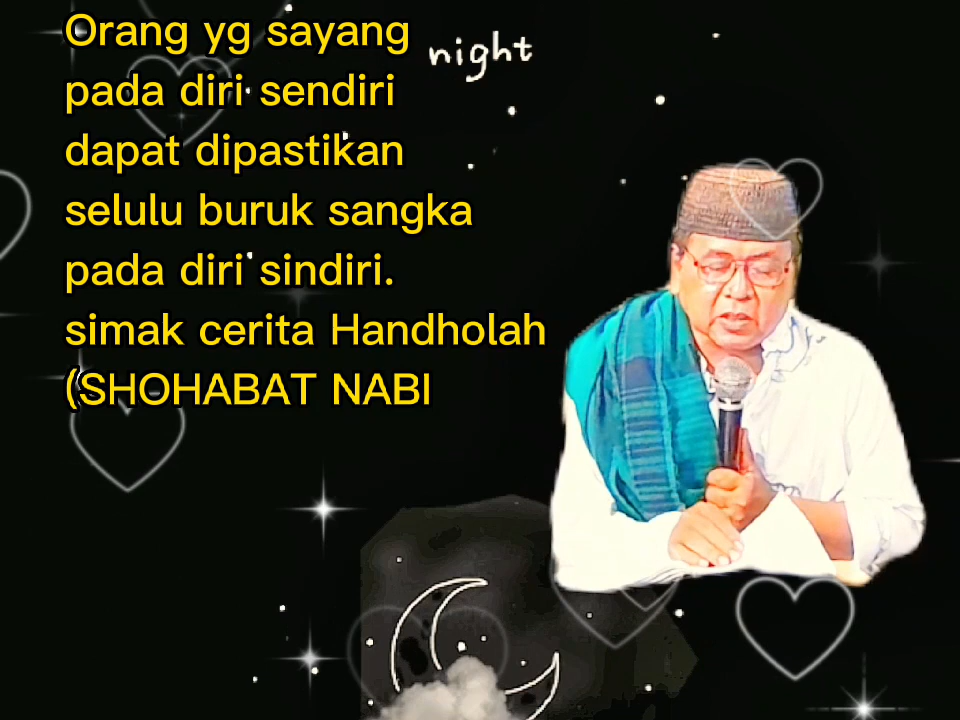 Orang yg sayang
night
pada diri sendiri
dapat dipastikan
selulu buruk sangka
pada diri sindiri.
simak cerita Handholah
(SHOHABAT NABI